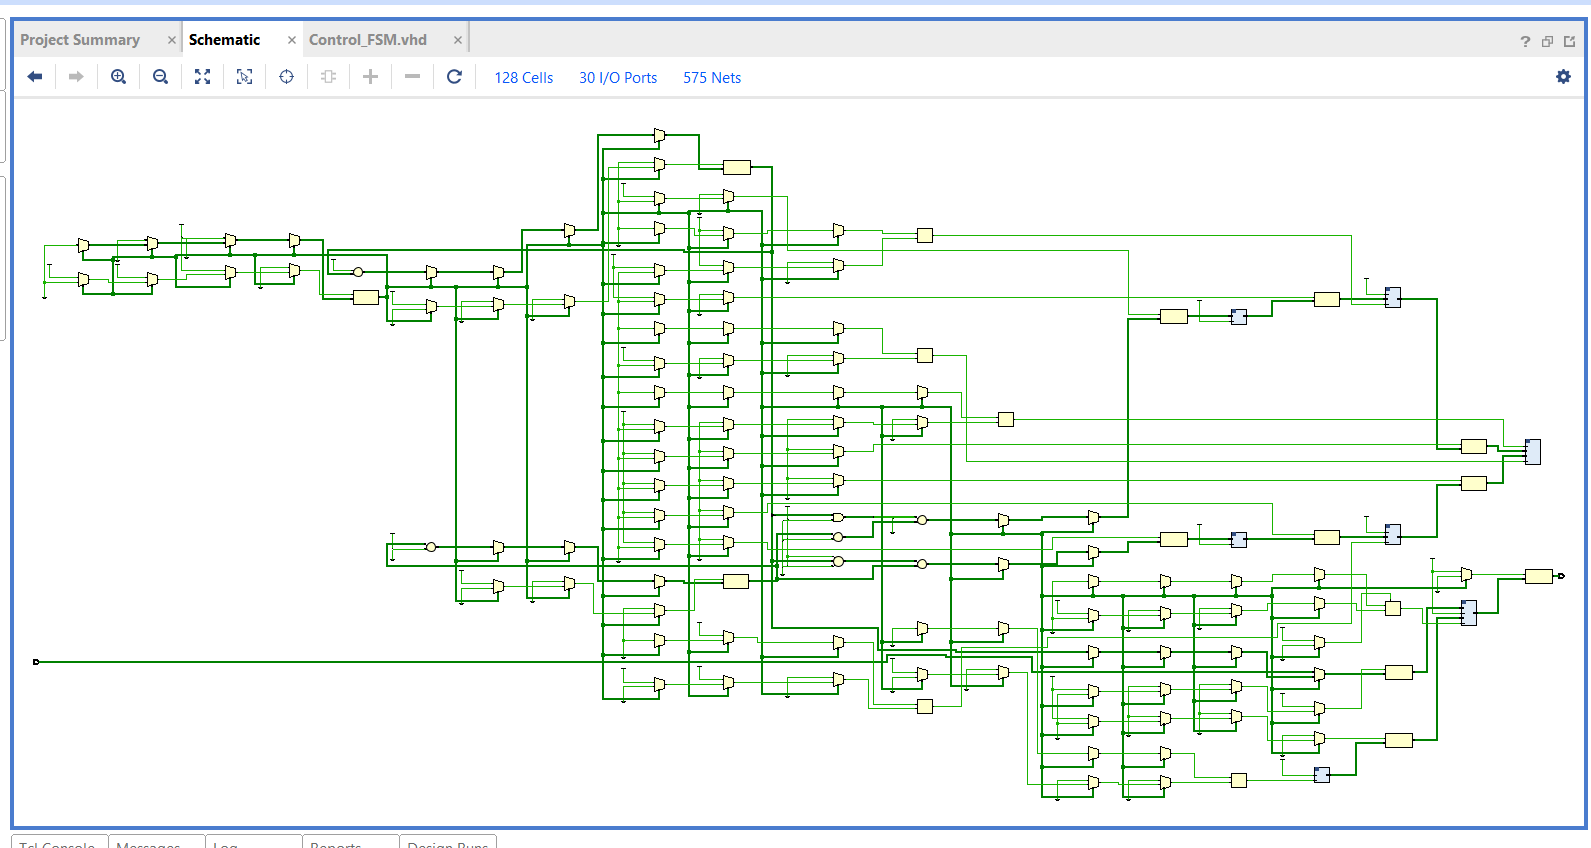 Project Summary × Schematic × Control_FSM.vhd ×
128 Cells 30 I/O Ports 575 Nets
Tcl Console Messages Log Reports Design Runs